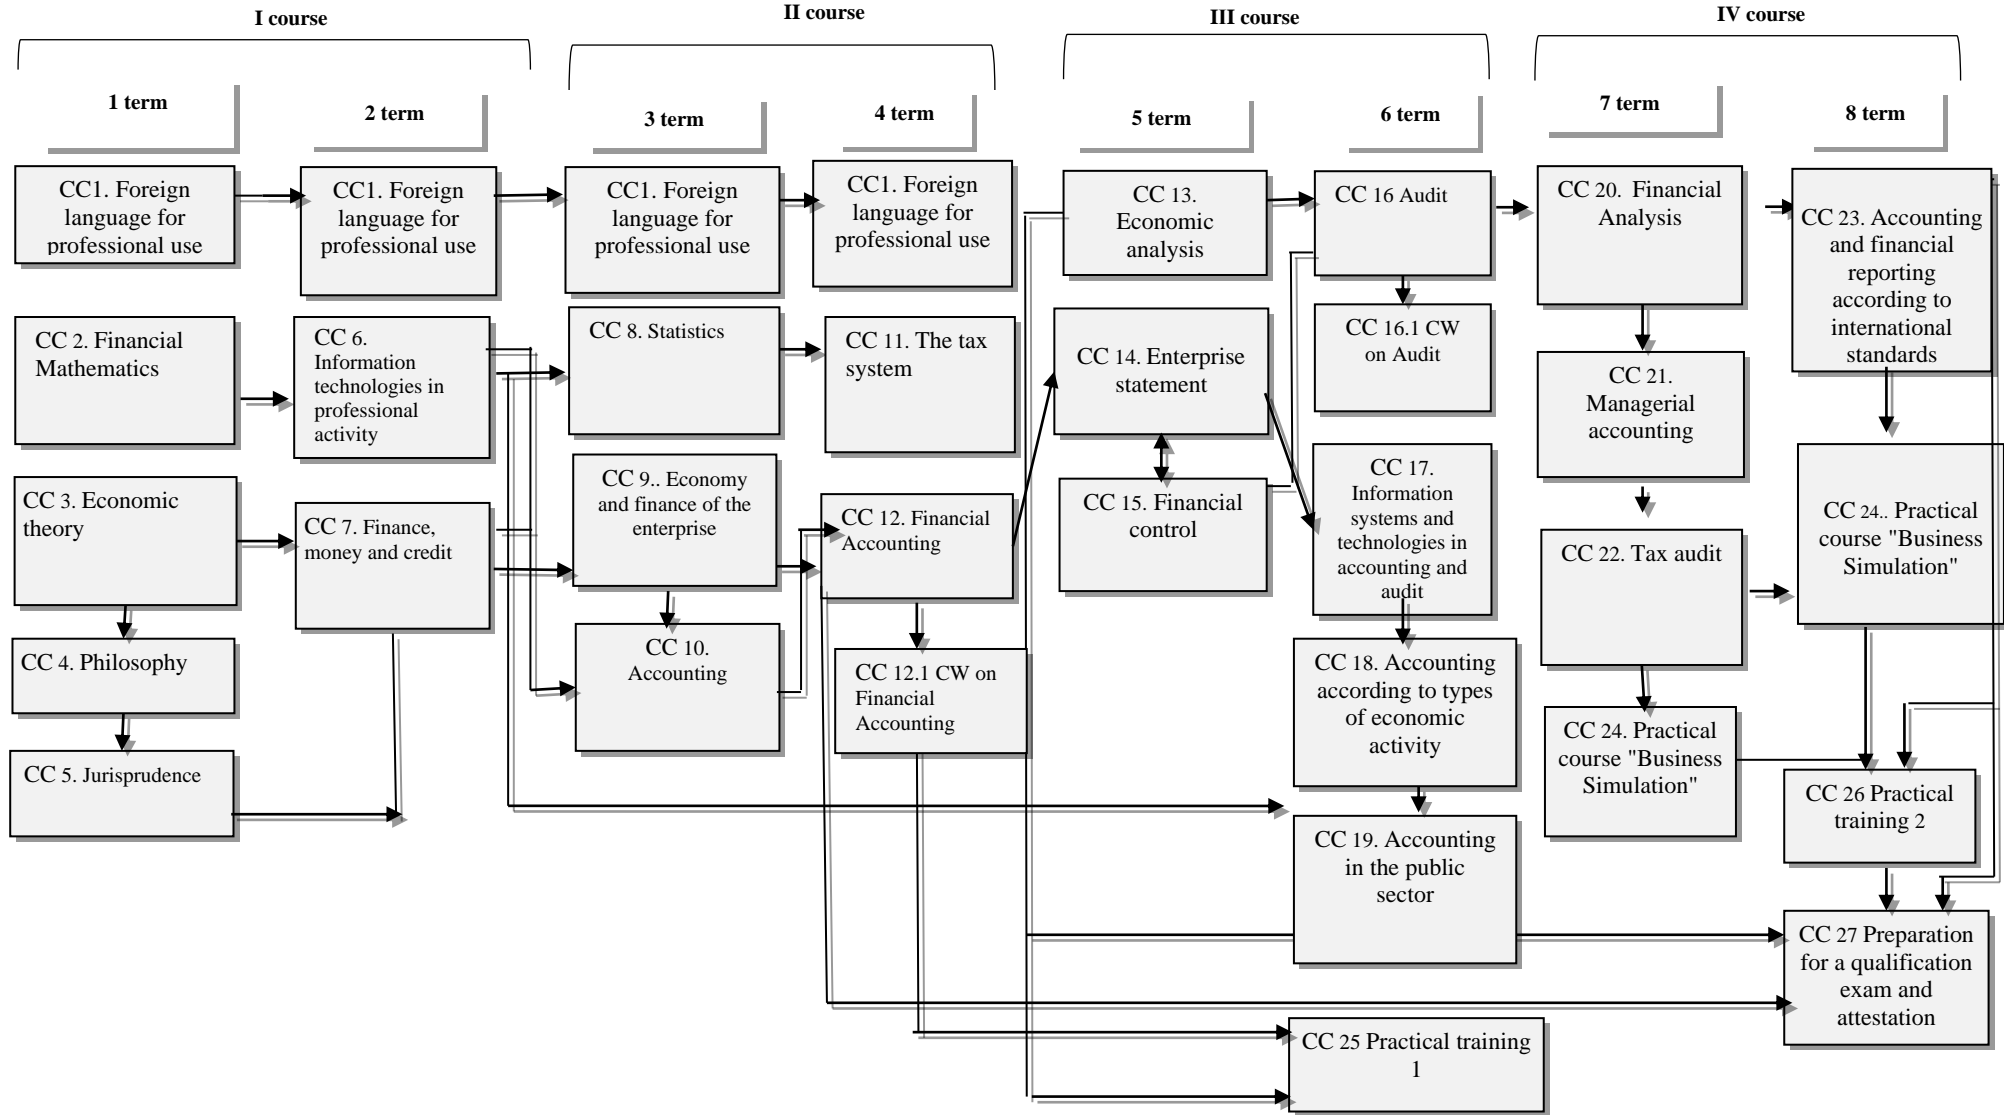 I course
II course
III course
IV course
1 term
2 term
3 term
4 term
5 term
6 term
7 term
8 term
CC1. Foreign
language for
professional use
CC 2. Financial
Mathematics
CC 3. Economic
theory
CC 4. Philosophy
CC 5. Jurisprudence
CC1. Foreign
language for
professional use
CC 6.
Information
technologies in
professional
activity
CC 7. Finance,
money and credit
CC1. Foreign
language for
professional use
CC 8. Statistics
CC 9.. Economy
and finance of the
enterprise
CC 10.
Accounting
CC1. Foreign
language for
professional use
CC 11. The tax
system
CC 12. Financial
Accounting
CC 12.1 CW on
Financial
Accounting
CC 13.
Economic
analysis
CC 14. Enterprise
statement
CC 15. Financial
control
CC 16 Audit
CC 16.1 CW
on Audit
CC 17.
Information
systems and
technologies in
accounting and
audit
CC 18. Accounting
according to types
of economic
activity
CC 19. Accounting
in the public
sector
CC 25 Practical training
1
CC 20. Financial
Analysis
CC 21.
Managerial
accounting
CC 22. Tax audit
CC 24. Practical
course "Business
Simulation"
CC 23. Accounting
and financial
reporting
according to
international
standards
CC 24.. Practical
course "Business
Simulation"
CC 26 Practical
training 2
CC 27 Preparation
for a qualification
exam and
attestation